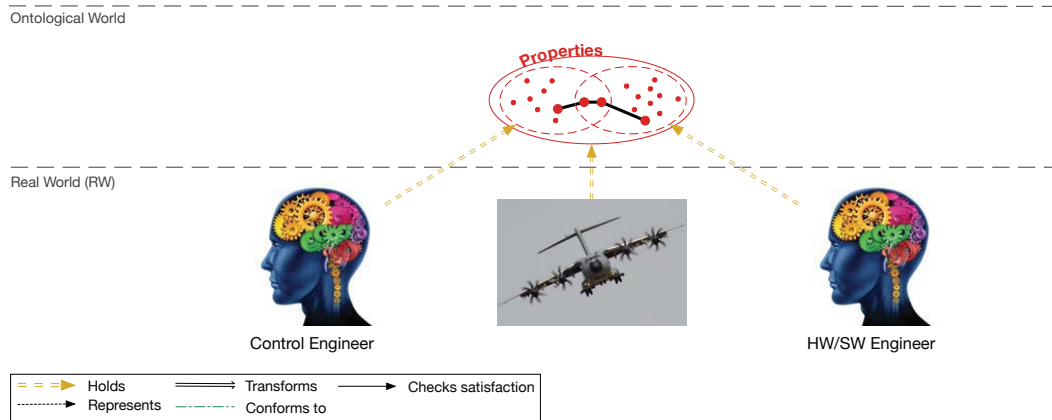 Ontological World
Properties
Real World (RW)
Control Engineer
HW/SW Engineer
Holds
Transforms
Checks satisfaction
Represents
Conforms to